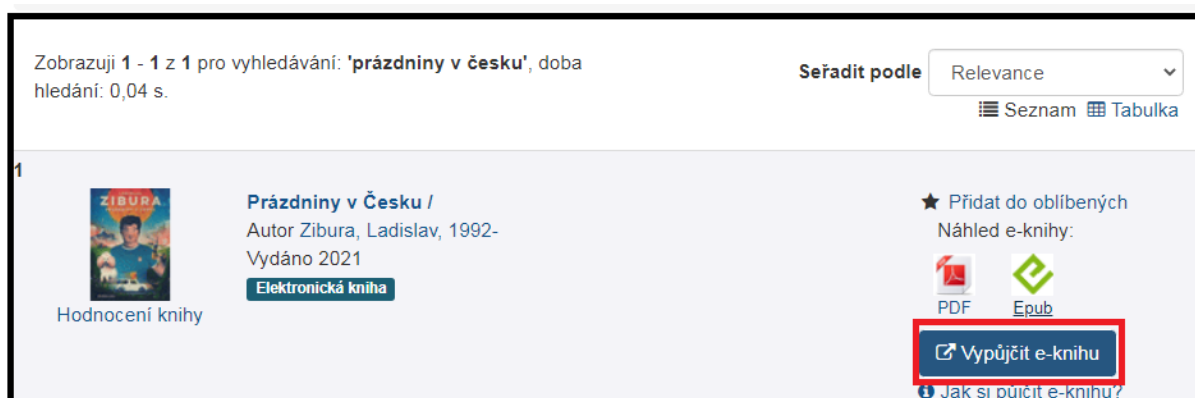 Zobrazuji 1 - 1 z 1 pro vyhledávání: 'prázdniny v česku', doba
hledání: 0,04 s.
Seřadit podle
Relevance
Seznam
Tabulka
1
ZIBURA
Prázdniny v Česku /
Autor Zibura, Ladislav, 1992-
Vydáno 2021
Elektronická kniha
Hodnocení knihy
Přidat do oblíbených
Náhled e-knihy:
PDF
Epub
Vypůjčit e-knihu
Jak si půjčit e-knihu?